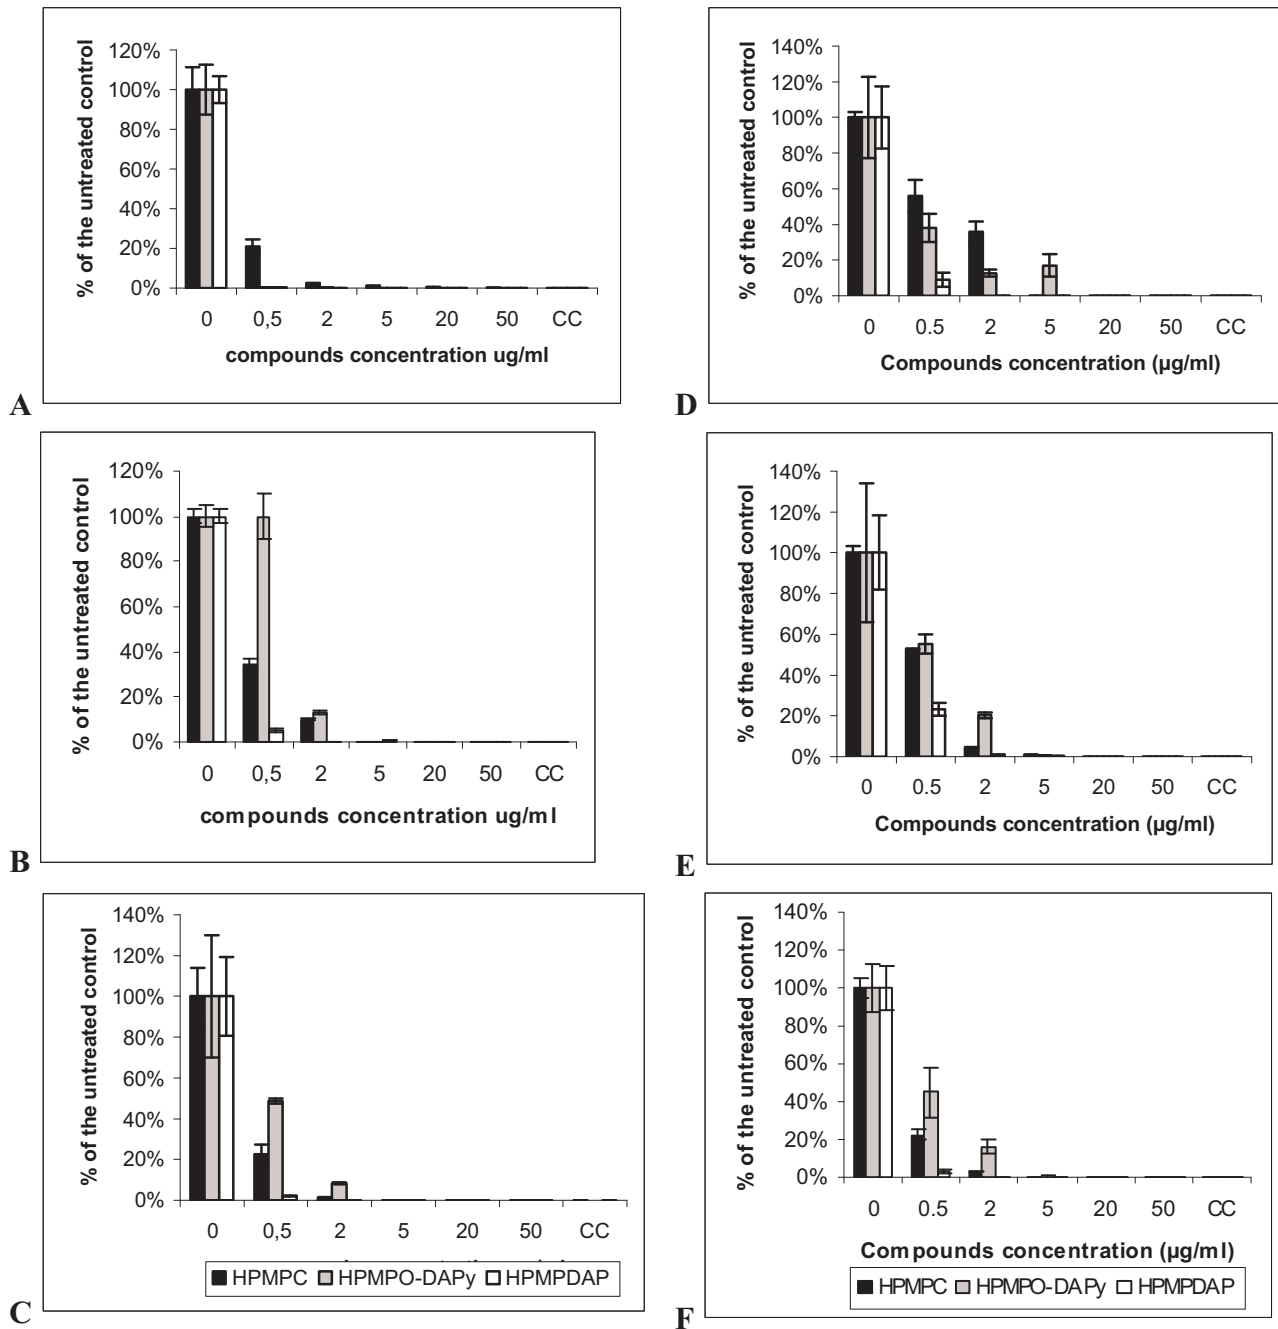 % of the untreated control
120%
100%
80%
60%
40%
20%
0%
0 0,5 2 5 20 50 CC
compounds concentration ug/ml
A
% of the untreated control
140%
120%
100%
80%
60%
40%
20%
0%
0 0.5 2 5 20 50 CC
Compounds concentration (µg/ml)
D
% of the untreated control
120%
100%
80%
60%
40%
20%
0%
0 0,5 2 5 20 50 CC
compounds concentration ug/ml
B
% of the untreated control
140%
120%
100%
80%
60%
40%
20%
0%
0 0.5 2 5 20 50 CC
Compounds concentration (µg/ml)
E
% of the untreated control
140%
120%
100%
80%
60%
40%
20%
0%
0 0,5 2 5 20 50 CC
HPMPC HPMPO-DAPy HPMPDAP
C
% of the untreated control
140%
120%
100%
80%
60%
40%
20%
0%
0 0.5 2 5 20 50 CC
Compounds concentration (µg/ml)
HPMPC HPMPO-DAPy HPMPDAP
F